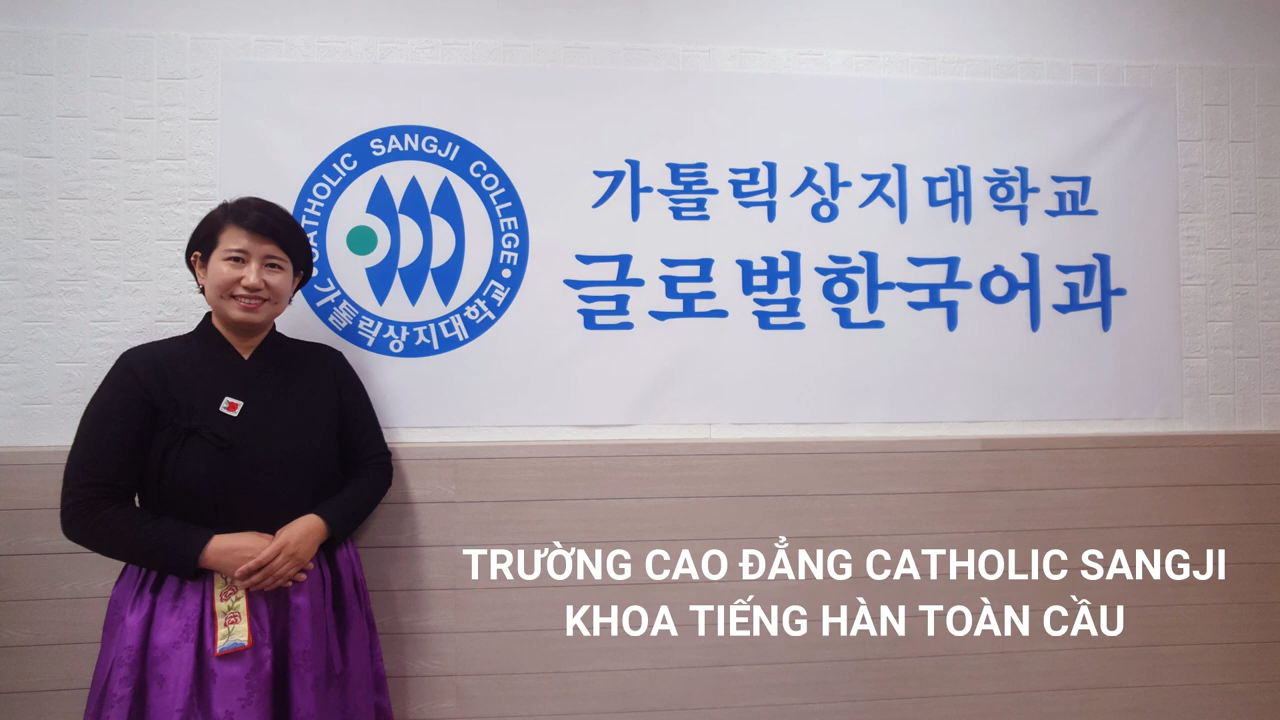 CATHOLIC SANGJI COLLEGE
가톨릭상지대학교
가톨릭상지대학교
글로벌한국어과
TRƯỜNG CAO ĐẲNG CATHOLIC SANGJI
KHOA TIẾNG HÀN TOÀN CẦU